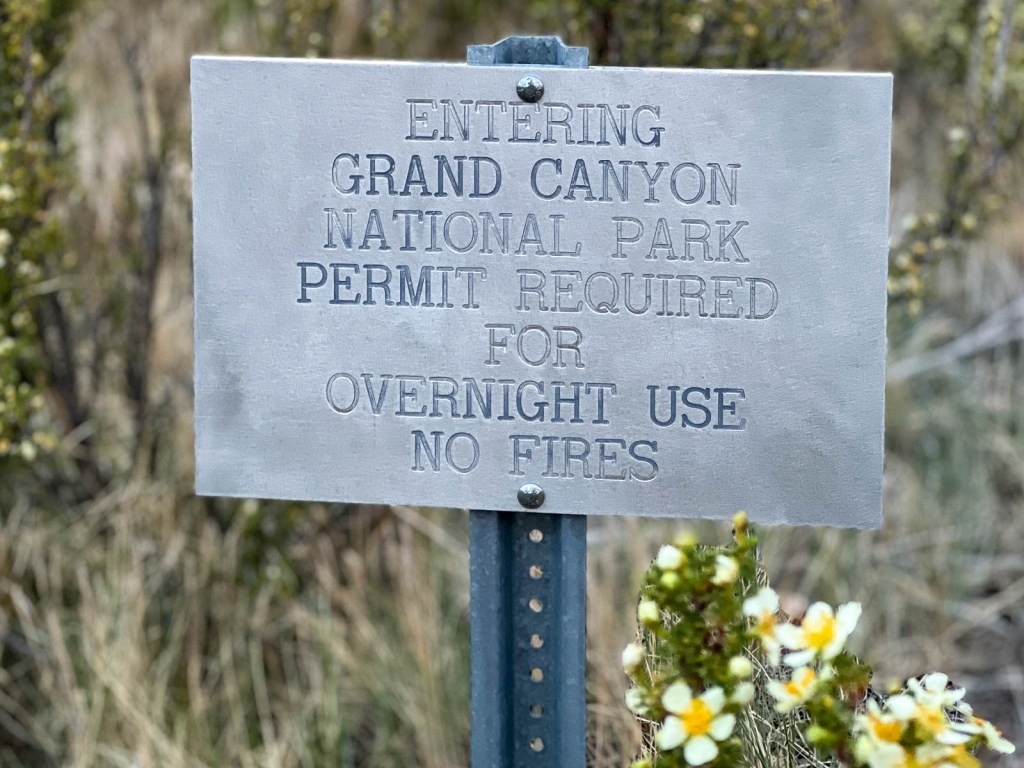 ENTERING
GRAND CANYON
NATIONAL PARK
PERMIT REQUIRED
FOR
OVERNIGHT USE
NO FIRES